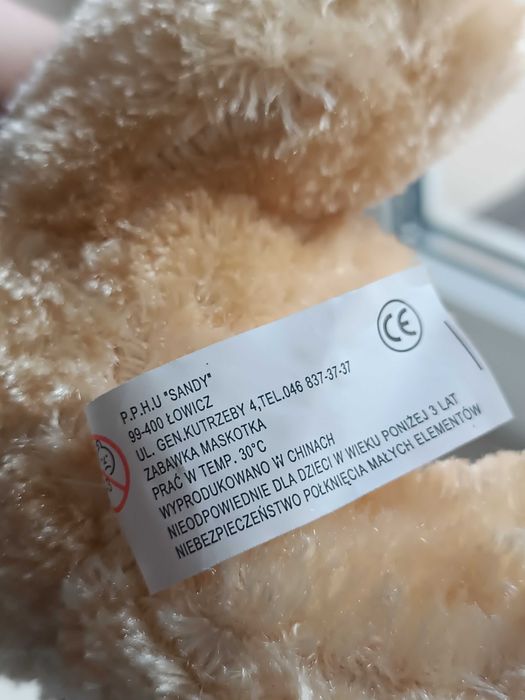 P.P.H.U "SANDY"
99-400 ŁOWICZ
UL. GEN.KUTRZEBY 4,TEL.046 837-37-37
ZABAWKA MASKOTKA
PRAĆ W TEMP. 30°C
WYPRODUKOWANO W CHINACH
NIEODPOWIEDNIE DLA DZIECI W WIEKU PONIŻEJ 3 LAT
NIEBEZPIECZEŃSTWO POŁKNIĘCIA MAŁYCH ELEMENTÓW
CE